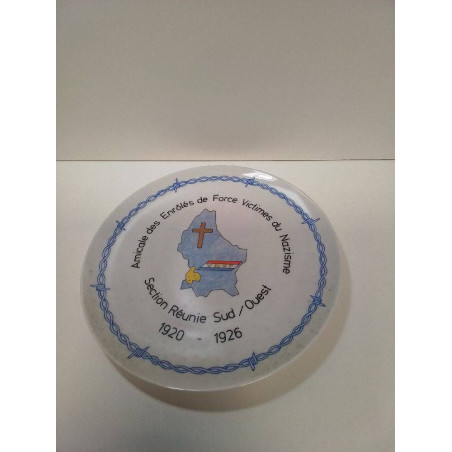 Amicale des Enrôlés de Force Victimes du Nazisme
Section Réunie Sud/Ouest
1920 - 1926